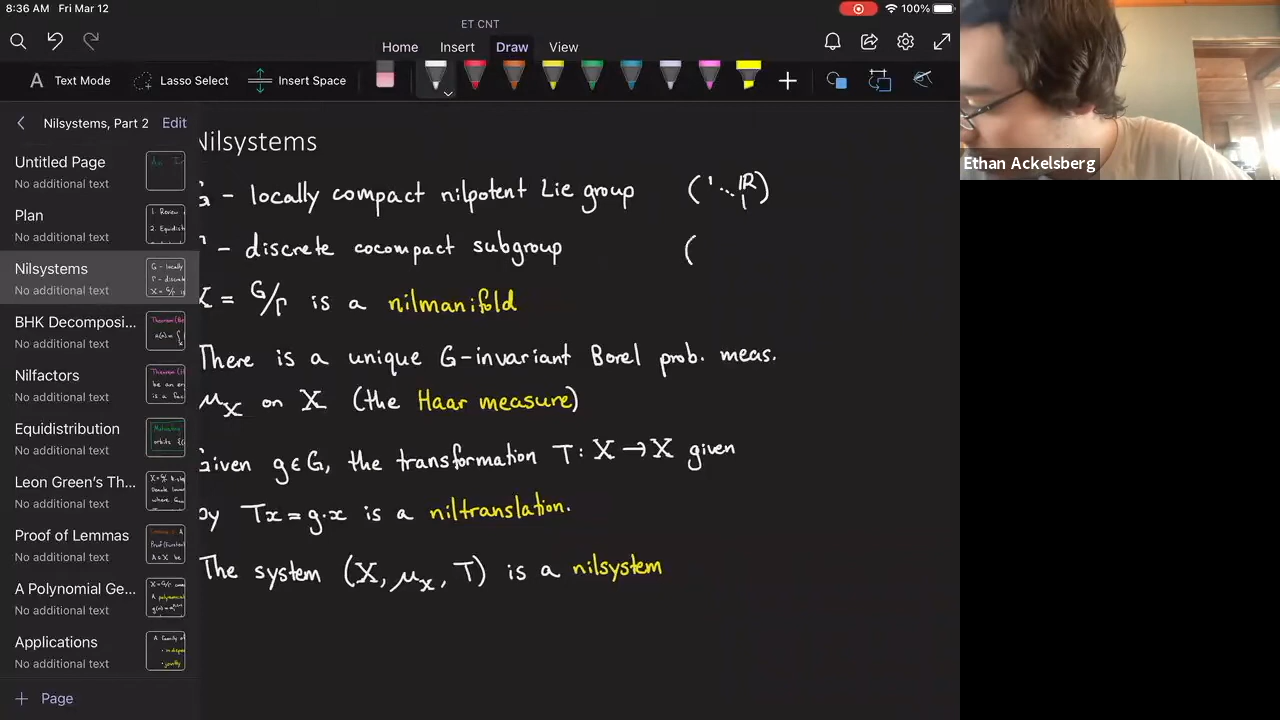 8:36 AM Fri Mar 12
100%
ET CNT
Home Insert Draw View
Text Mode Lasso Select Insert Space
Nilsystems, Part 2 Edit
Untitled Page
No additional text
Plan
No additional text
Nilsystems
No additional text
BHK Decomposi...
No additional text
Nilfactors
No additional text
Equidistribution
No additional text
Leon Green's Th...
No additional text
Proof of Lemmas
No additional text
A Polynomial Ge...
No additional text
Applications
No additional text
+ Page
Nilsystems
G - locally compact nilpotent Lie group (1 ⋱ ℝ 1)
Γ - discrete cocompact subgroup (
X = G/Γ is a nilmanifold
There is a unique G-invariant Borel prob. meas.
μ_X on X (the Haar measure)
Given g∈G, the transformation T: X → X given
by Tx = g·x is a niltranslation.
The system (X, μ_X, T) is a nilsystem
Ethan Ackelsberg